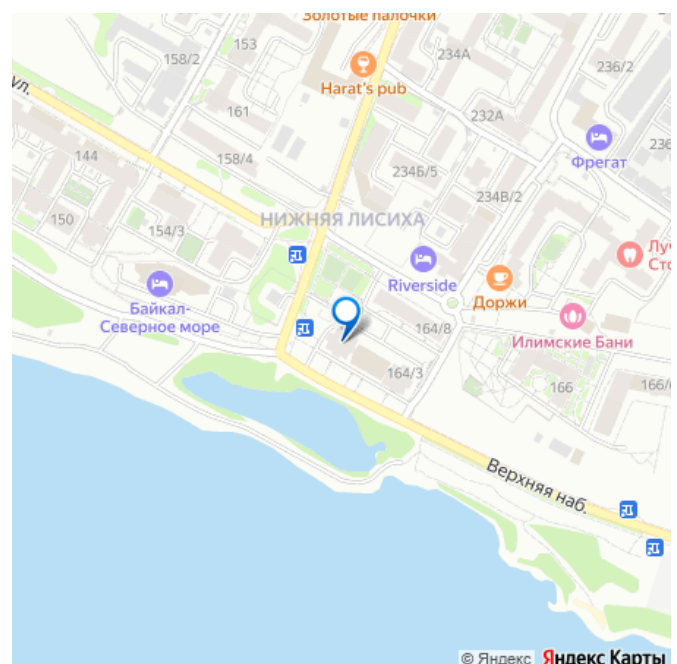 Золотые палочки
153
158/2
234А
236/2
Harat's pub
ул.
161
232А
236
Фрегат
144
158/4
234Б/5
234В/2
150
154/3
НИЖНЯЯ ЛИСИХА
Riverside
Доржи
Байкал-
Северное море
164/8
Илимские Бани
164/3
166
166/
Верхняя наб.
© Яндекс Яндекс Карты